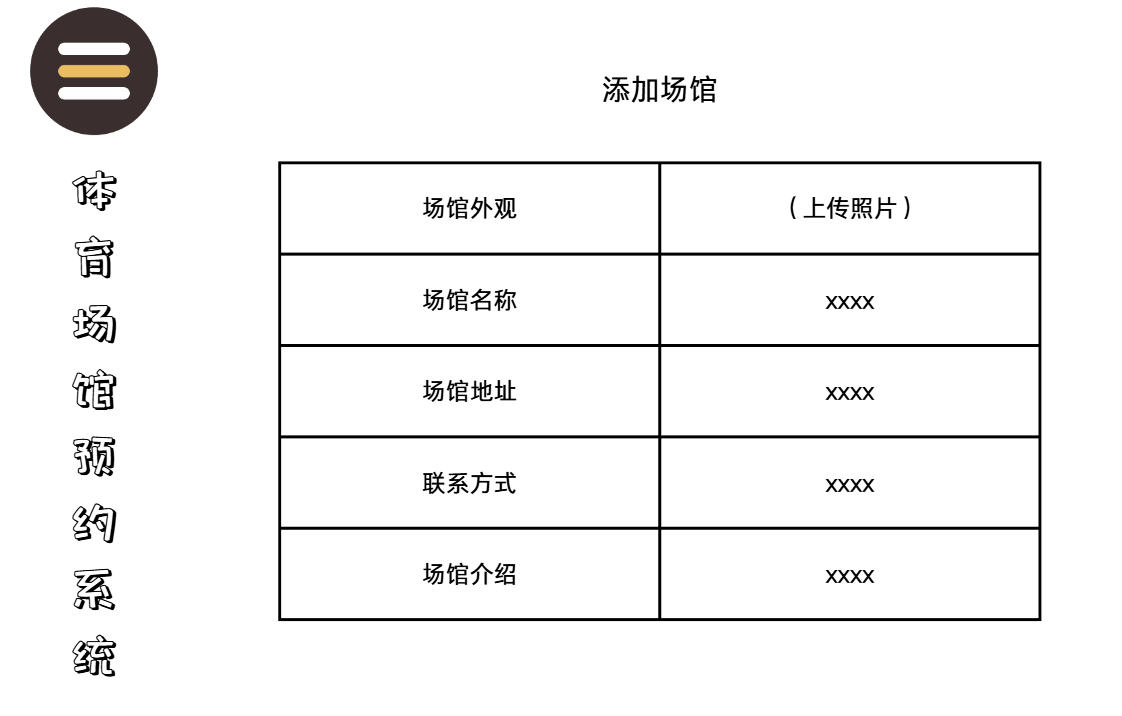 体
育
场
馆
预
约
系
统
添加场馆
场馆外观 （上传照片）
场馆名称 xxxx
场馆地址 xxxx
联系方式 xxxx
场馆介绍 xxxx